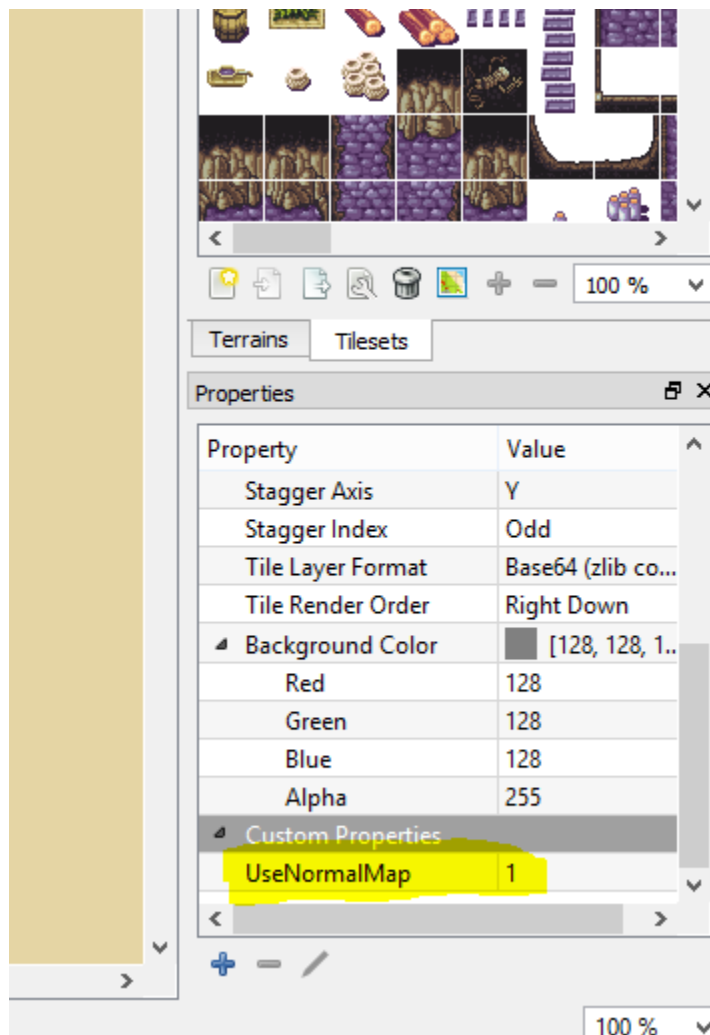 100 %
Terrains Tilesets
Properties
Property Value
Stagger Axis Y
Stagger Index Odd
Tile Layer Format Base64 (zlib co...
Tile Render Order Right Down
Background Color [128, 128, 1..
Red 128
Green 128
Blue 128
Alpha 255
Custom Properties
UseNormalMap 1
100 %